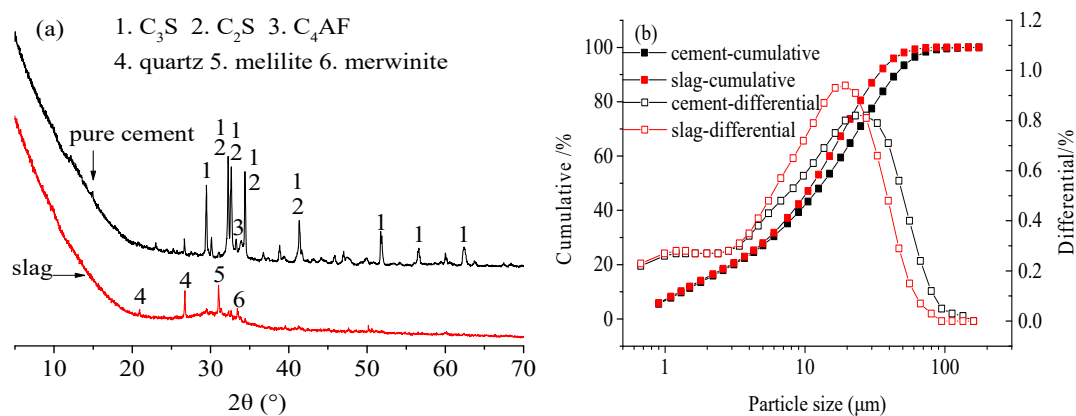 (a)
1. C₃S 2. C₂S 3. C₄AF
4. quartz 5. melilite 6. merwinite
pure cement
slag
1
1
2
1
2
3
1
2
1
2
1
1
1
4
4
5
6
10 20 30 40 50 60 70
2θ (°)
(b)
cement-cumulative
slag-cumulative
cement-differential
slag-differential
Cumulative /%
100
80
60
40
20
0
Differential/%
1.2
1.0
0.8
0.6
0.4
0.2
0.0
1 10 100
Particle size (μm)